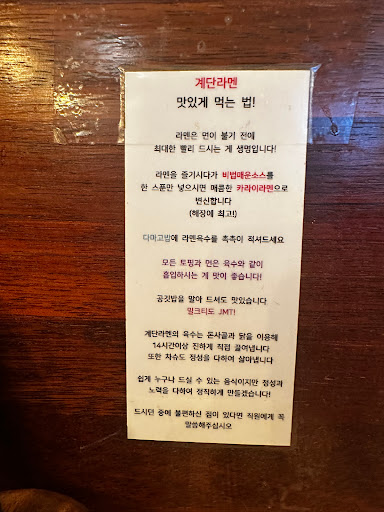 계단라멘
맛있게 먹는 법!
라멘은 면이 불기 전에
최대한 빨리 드시는 게 생명입니다!
라멘을 즐기시다가 비법매운소스를
한 스푼만 넣으시면 매콤한 카라이라멘으로
변신합니다
(해장에 최고!)
다마고밥에 라멘육수를 촉촉이 적셔드세요
모든 토핑과 면은 육수와 같이
흡입하시는 게 맛이 좋습니다!
공깃밥을 말아 드셔도 맛있습니다
밀크티도 JMT!
계단라멘의 육수는 돈사골과 닭을 이용해
14시간이상 진하게 직접 끓여냅니다
또한 차슈도 정성을 다하여 삶아냅니다
쉽게 누구나 드실 수 있는 음식이지만 정성과
노력을 다하여 정직하게 만들겠습니다!
드시던 중에 불편하신 점이 있다면 직원에게 꼭
말씀해주십시오